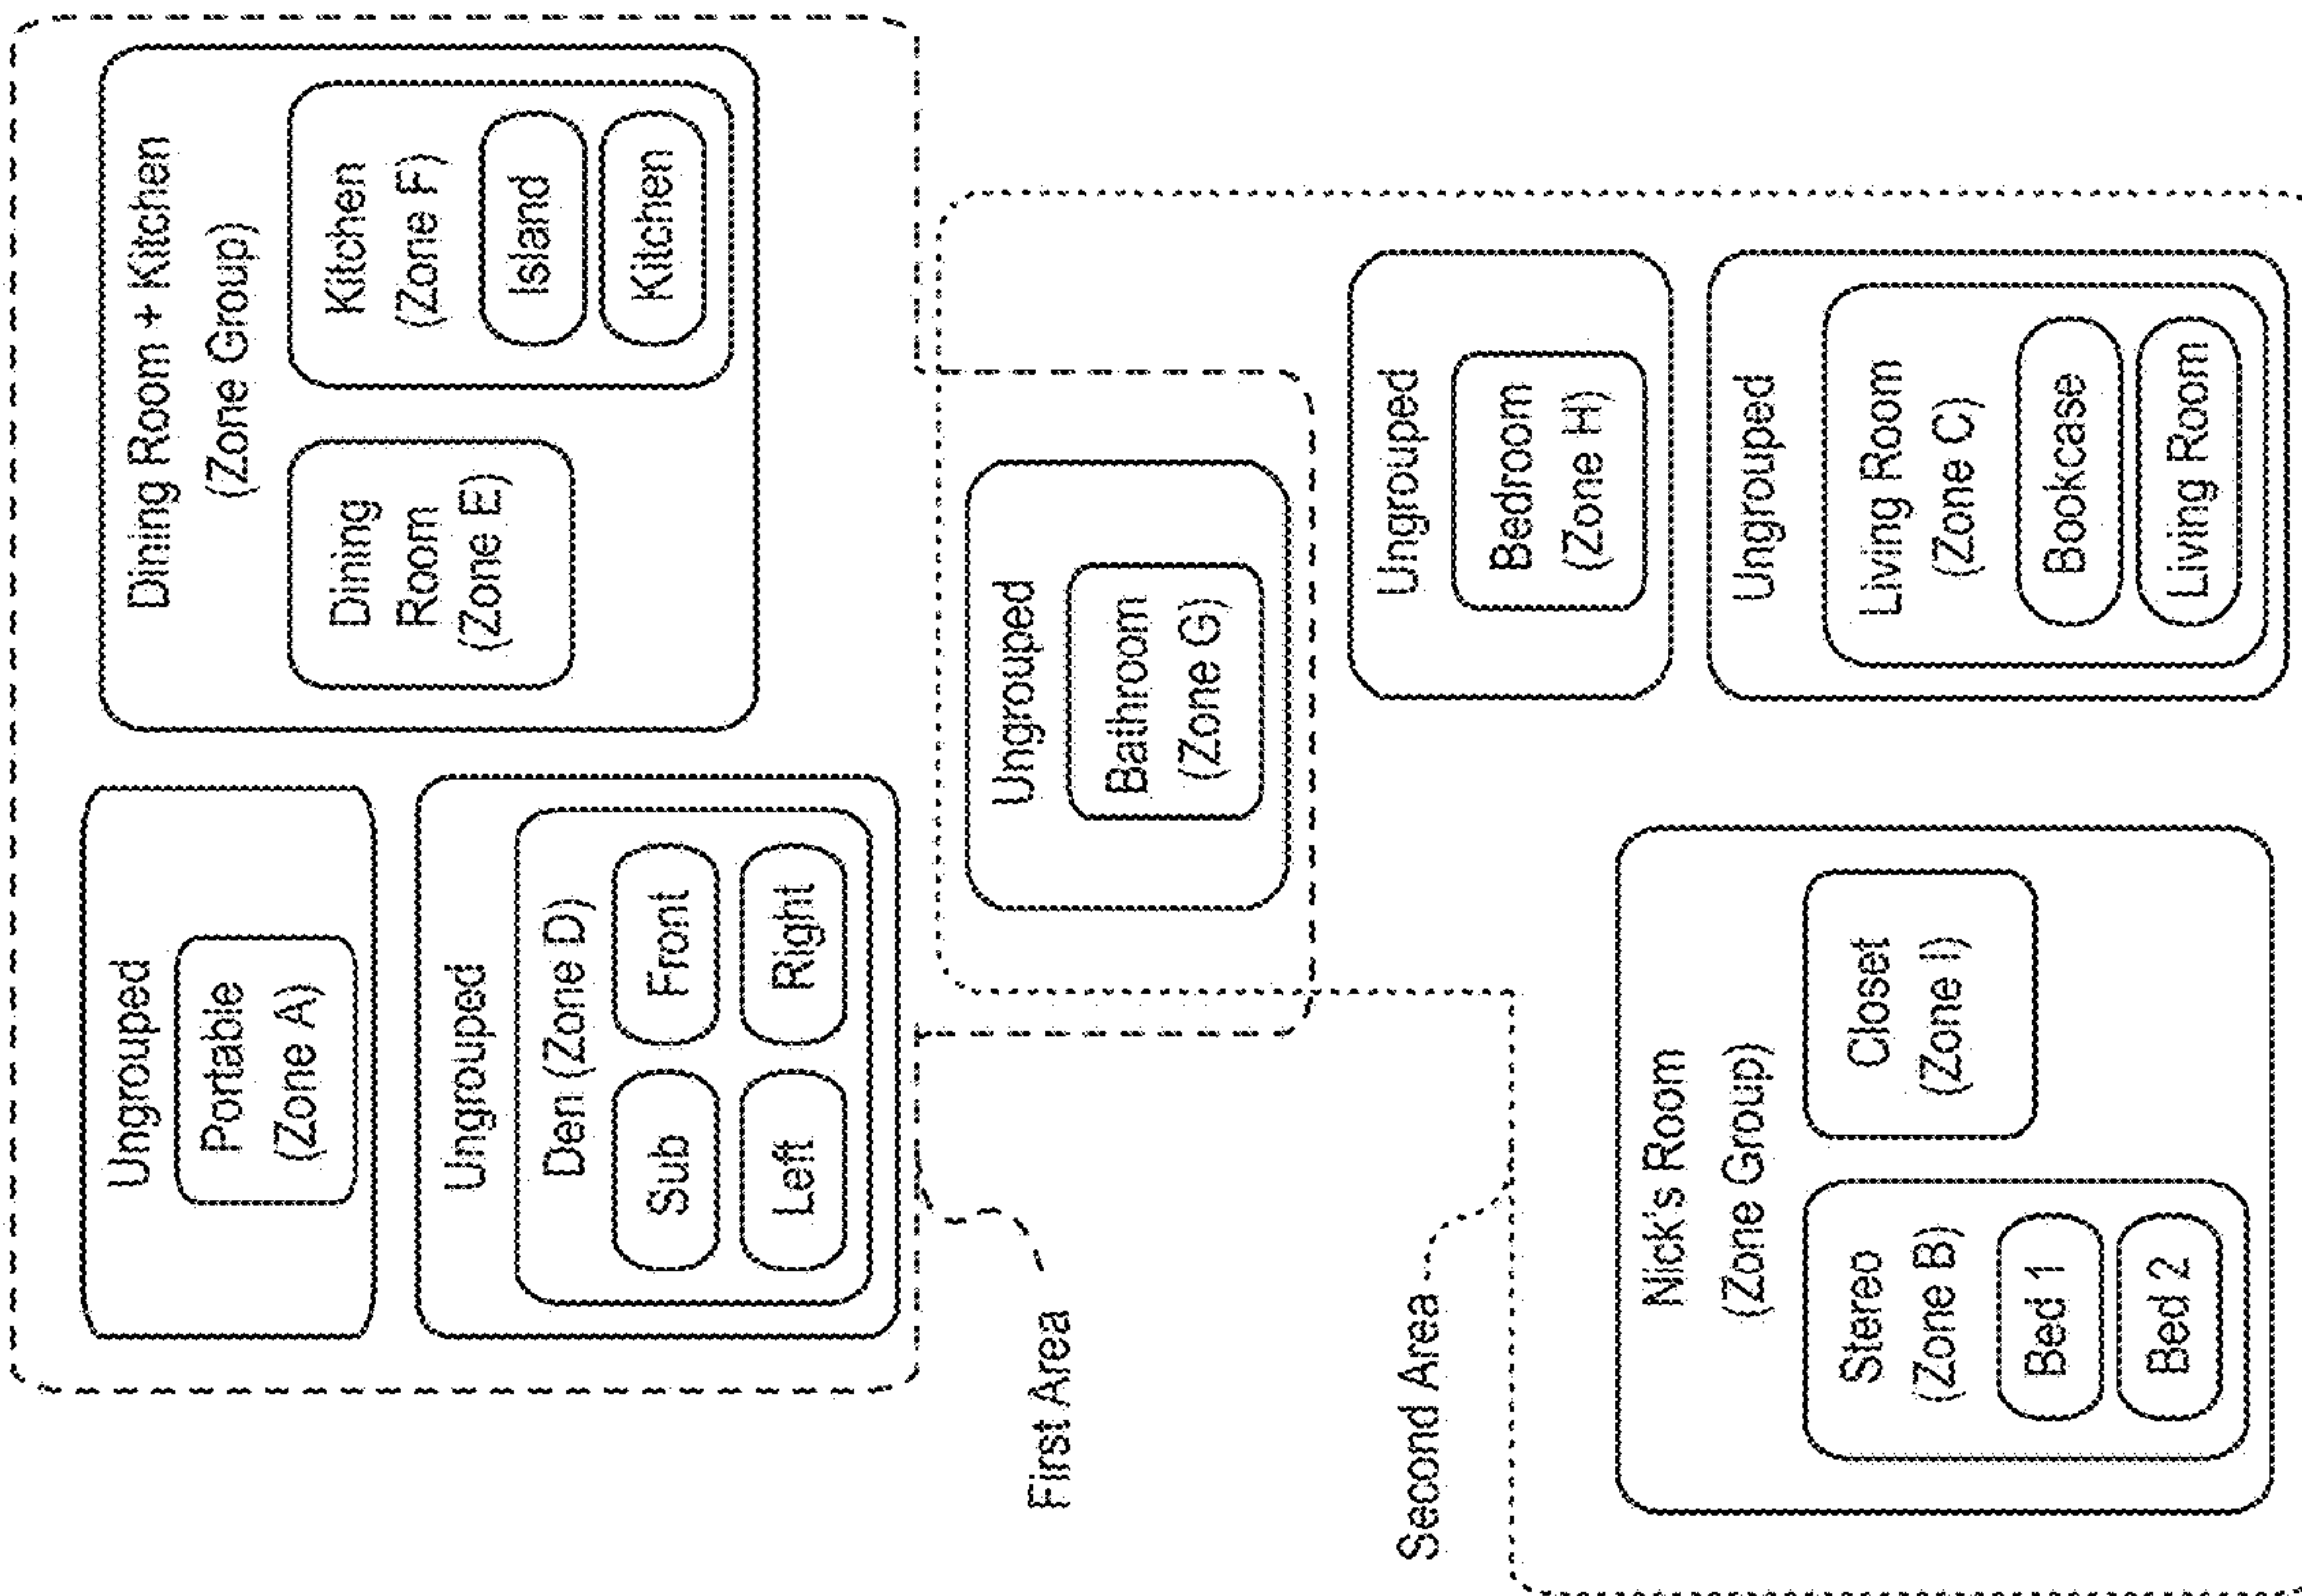 Ungrouped
Portable
(Zone A)
Ungrouped
Den (Zone D)
Sub
Front
Left
Right
Dining Room + Kitchen
(Zone Group)
Dining
Room
(Zone E)
Kitchen
(Zone F)
Island
Kitchen
First Area
Ungrouped
Bathroom
(Zone G)
Second Area
Nick's Room
(Zone Group)
Stereo
(Zone B)
Bed 1
Bed 2
Closet
(Zone I)
Ungrouped
Bedroom
(Zone H)
Ungrouped
Living Room
(Zone C)
Bookcase
Living Room